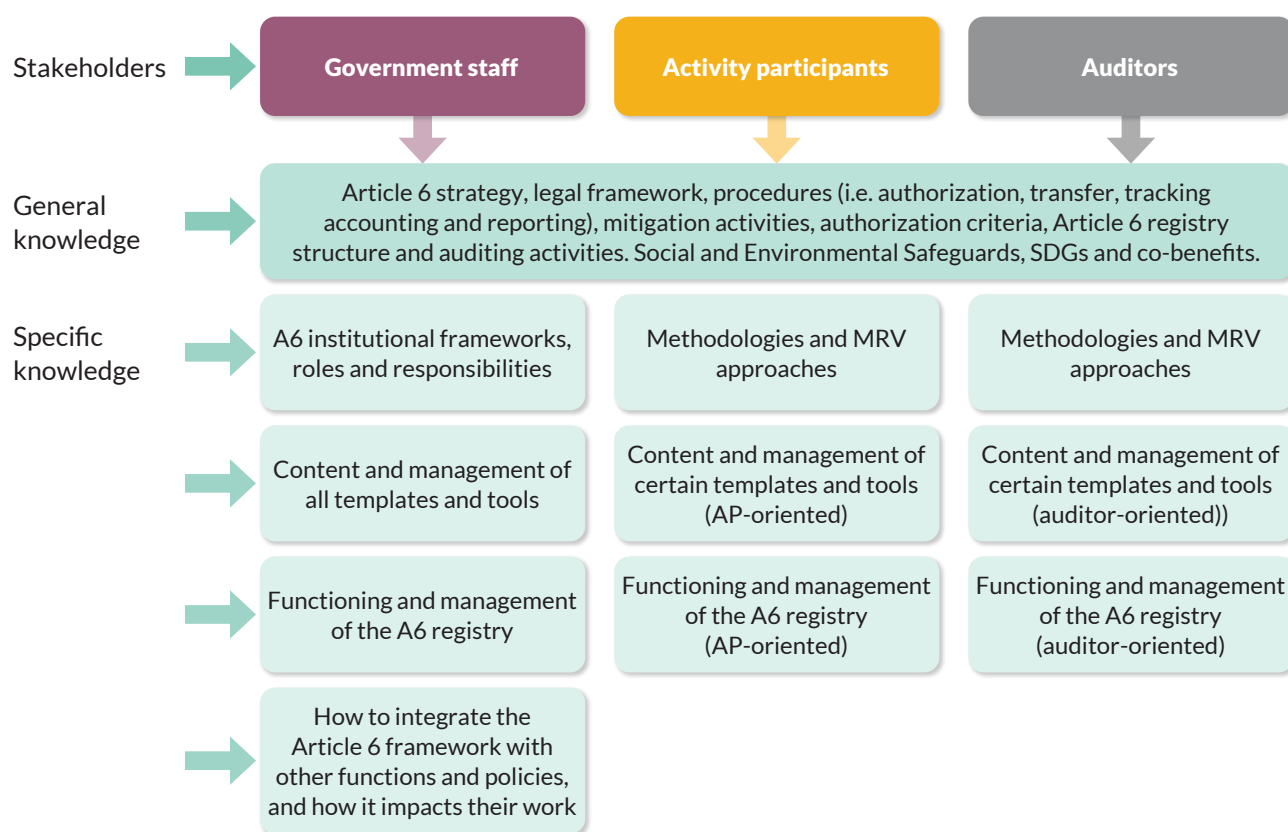 Stakeholders
Government staff
Activity participants
Auditors
General
knowledge
Article 6 strategy, legal framework, procedures (i.e. authorization, transfer, tracking
accounting and reporting), mitigation activities, authorization criteria, Article 6 registry
structure and auditing activities. Social and Environmental Safeguards, SDGs and co-benefits.
Specific
knowledge
A6 institutional frameworks,
roles and responsibilities
Methodologies and MRV
approaches
Methodologies and MRV
approaches
Content and management of
all templates and tools
Content and management of
certain templates and tools
(AP-oriented)
Content and management of
certain templates and tools
(auditor-oriented))
Functioning and management
of the A6 registry
Functioning and management
of the A6 registry
(AP-oriented)
Functioning and management
of the A6 registry
(auditor-oriented)
How to integrate the
Article 6 framework with
other functions and policies,
and how it impacts their work